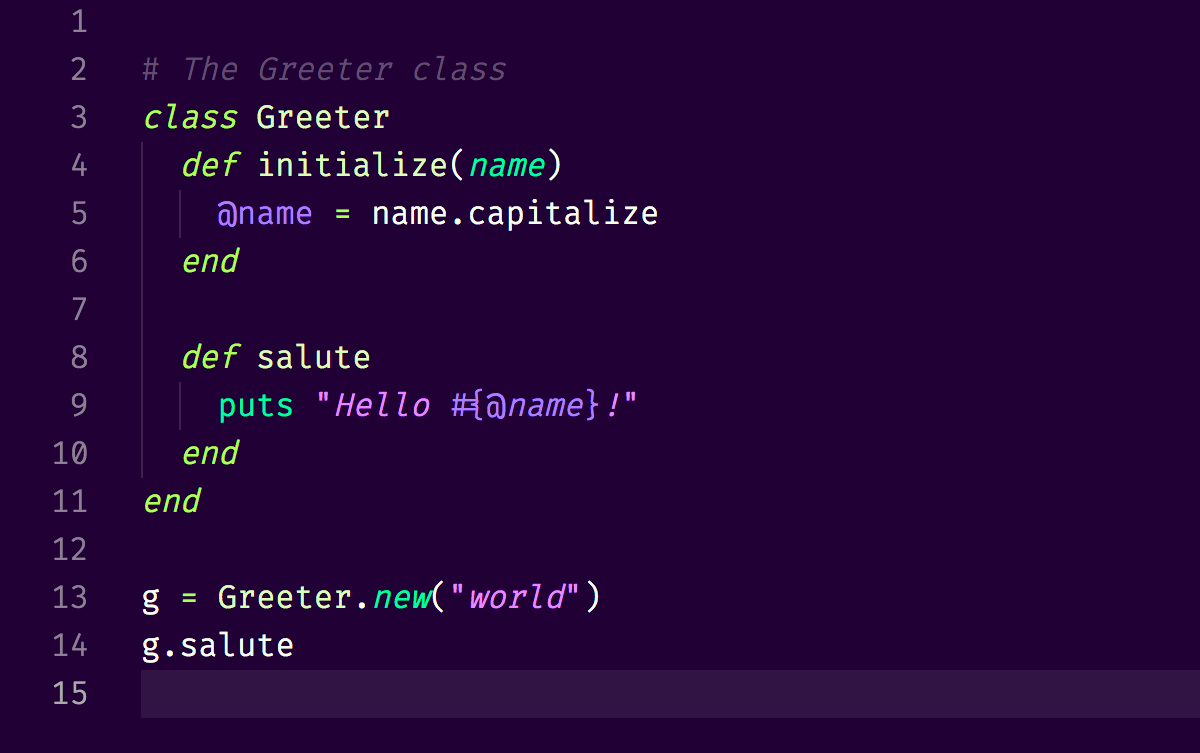 1
2 # The Greeter class
3 class Greeter
4   def initialize(name)
5     @name = name.capitalize
6   end
7
8   def salute
9     puts "Hello #{@name}!"
10   end
11 end
12
13 g = Greeter.new("world")
14 g.salute
15